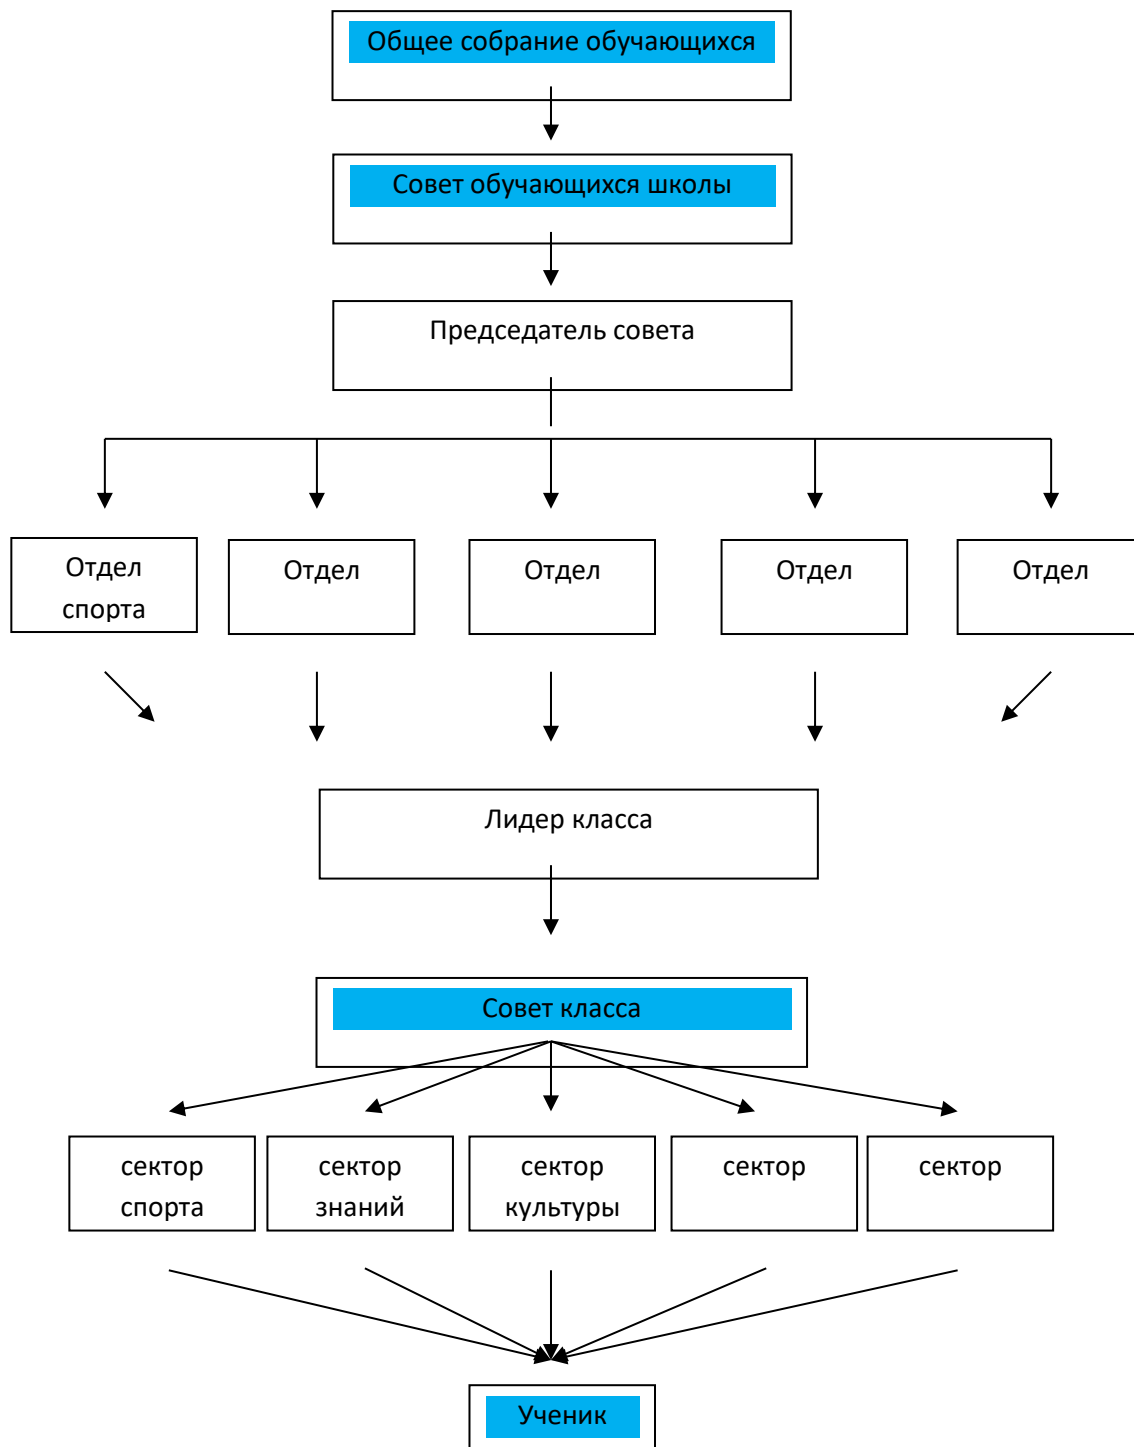 Общее собрание обучающихся
Совет обучающихся школы
Председатель совета
Отдел
спорта
Отдел
Отдел
Отдел
Отдел
Лидер класса
Совет класса
сектор
спорта
сектор
знаний
сектор
культуры
сектор
сектор
Ученик